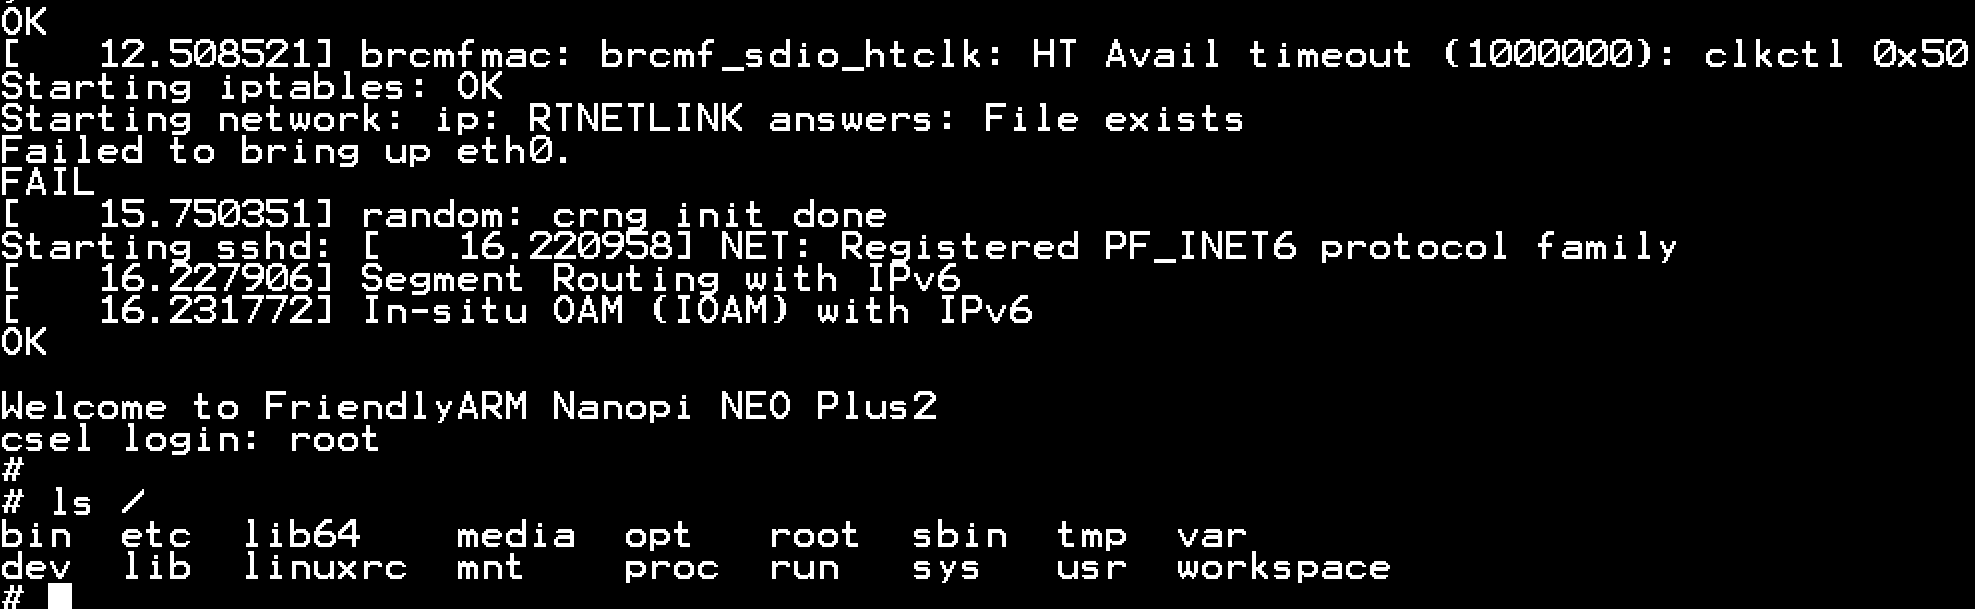 OK
[   12.508521] brcmfmac: brcmf_sdio_htclk: HT Avail timeout (1000000): clkctl 0x50
Starting iptables: OK
Starting network: ip: RTNETLINK answers: File exists
Failed to bring up eth0.
FAIL
[   15.750351] random: crng init done
Starting sshd: [   16.220958] NET: Registered PF_INET6 protocol family
[   16.227906] Segment Routing with IPv6
[   16.231772] In-situ OAM (IOAM) with IPv6
OK

Welcome to FriendlyARM Nanopi NEO Plus2
csel login: root
#
# ls /
bin  etc  lib64    media  opt   root  sbin  tmp  var
dev  lib  linuxrc  mnt    proc  run   sys   usr  workspace
#